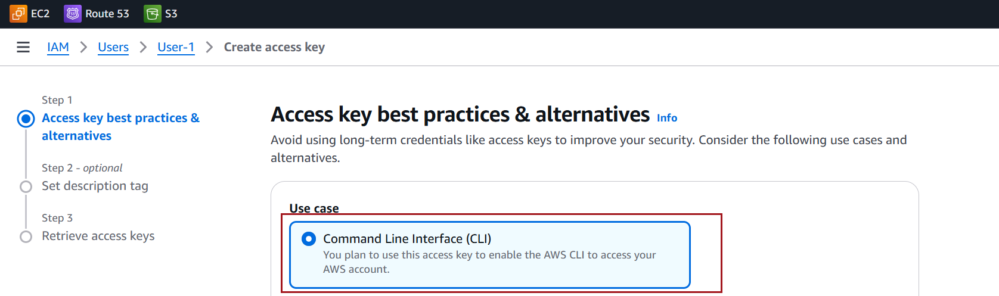 EC2 Route 53 S3
IAM Users User-1 Create access key
Step 1
Access key best practices &
alternatives
Step 2 - optional
Set description tag
Step 3
Retrieve access keys
Access key best practices & alternatives Info
Avoid using long-term credentials like access keys to improve your security. Consider the following use cases and
alternatives.
Use case
Command Line Interface (CLI)
You plan to use this access key to enable the AWS CLI to access your
AWS account.